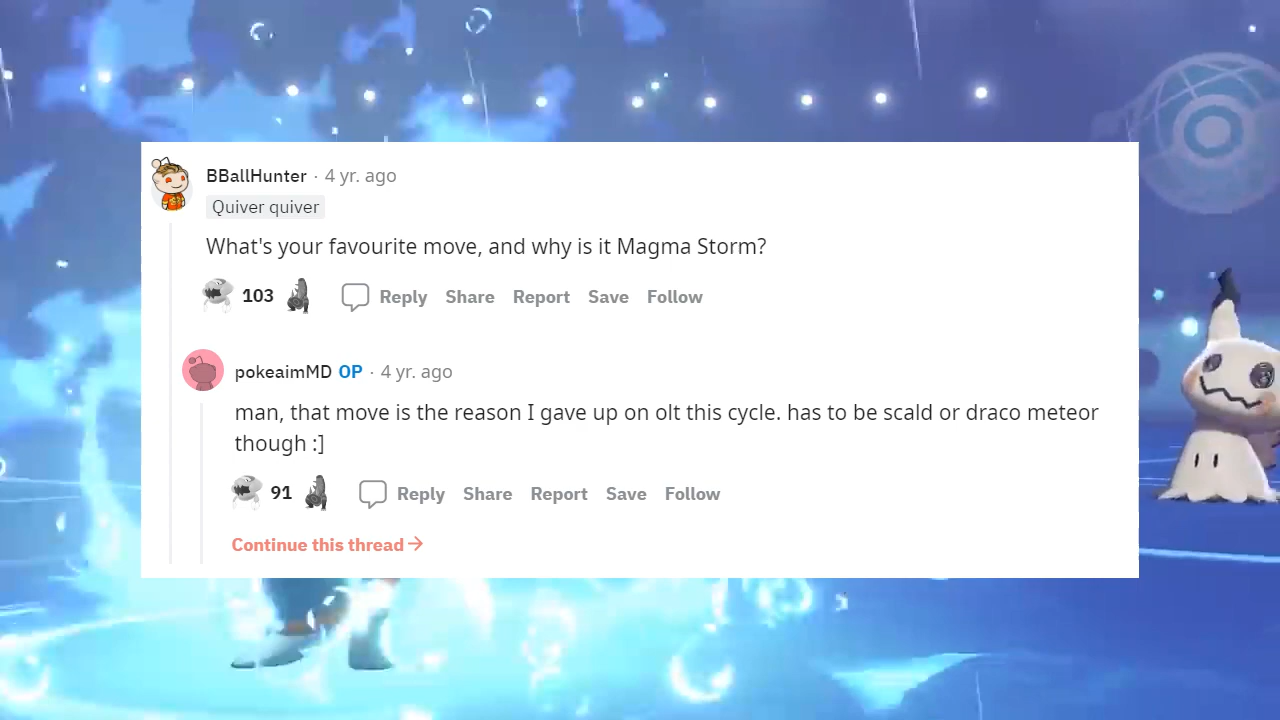 BBallHunter · 4 yr. ago
Quiver quiver
What's your favourite move, and why is it Magma Storm?
103 Reply Share Report Save Follow
pokeaimMD OP · 4 yr. ago
man, that move is the reason I gave up on olt this cycle. has to be scald or draco meteor
though :]
91 Reply Share Report Save Follow
Continue this thread →